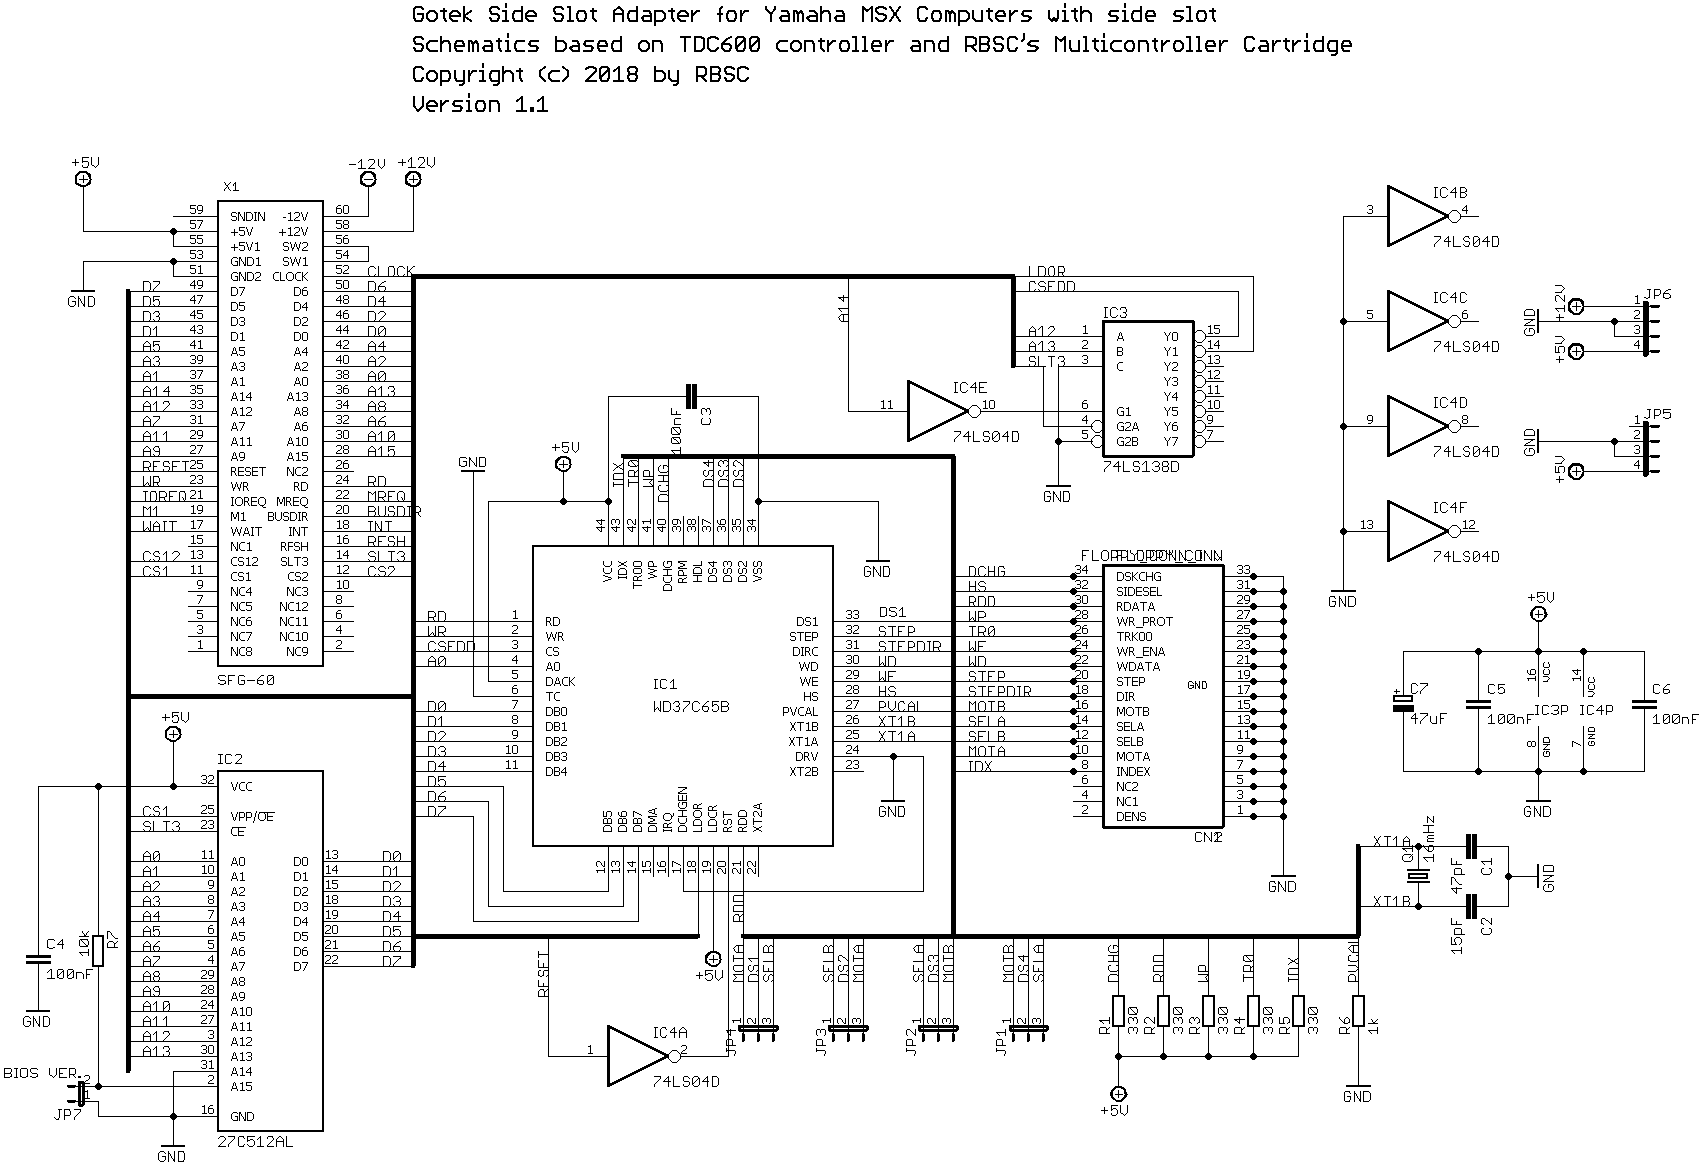 Gotek Side Slot Adapter for Yamaha MSX Computers with side slot
Schematics based on TDC600 controller and RBSC's Multicontroller Cartridge
Copyright (c) 2018 by RBSC
Version 1.1
+5V
-12V +12V
X1
59 SNDIN -12V 60
57 +5V +12V 58
55 +5V1 SW2 56
53 GND1 SW1 54
51 GND2 CLOCK 52 CLOCK
GND
D7 49 D7 D6 50 D6
D5 47 D5 D4 48 D4
D3 45 D3 D2 46 D2
D1 43 D1 D0 44 D0
A5 41 A5 A4 42 A4
A3 39 A3 A2 40 A2
A1 37 A1 A0 38 A0
A14 35 A14 A13 36 A13
A12 33 A12 A8 34 A8
A7 31 A7 A6 32 A6
A11 29 A11 A10 30 A10
A9 27 A9 A15 28 A15
RESET 25 RESET NC2 26
WR 23 WR RD 24 RD
IOREQ 21 IOREQ MREQ 22 MREQ
M1 19 M1 BUSDIR 20 BUSDIR
WAIT 17 WAIT INT 18 INT
15 NC1 RFSH 16 RFSH
CS12 13 CS12 SLT3 14 SLT3
CS1 11 CS1 CS2 12 CS2
9 NC4 NC3 10
7 NC5 NC12 8
5 NC6 NC11 6
3 NC7 NC10 4
1 NC8 NC9 2
SFG-60
+5V
IC2
32 VCC
CS1 25 VPP/OE
SLT3 23 CE
A0 11 A0 D0 13 D0
A1 10 A1 D1 14 D1
A2 9 A2 D2 15 D2
A3 8 A3 D3 18 D3
A4 7 A4 D4 19 D4
A5 6 A5 D5 20 D5
A6 5 A6 D6 21 D6
A7 4 A7 D7 22 D7
A8 29 A8
A9 28 A9
A10 24 A10
A11 27 A11
A12 3 A12
A13 30 A13
31 A14
2 A15
16 GND
27C512AL
GND
C4
100nF
GND
10k
R7
BIOS VER.
2
1
JP7
A14
LDOR
CSFDD
IC3
A12 1 A Y0 15
A13 2 B Y1 14
SLT3 3 C Y2 13
Y3 12
Y4 11
6 G1 Y5 10
4 G2A Y6 9
5 G2B Y7 7
74LS138D
GND
IC4E
11 10
74LS04D
C3
100nF
+5V
GND
IDX TR0 WP DCHG DS4 DS3 DS2
44 43 42 41 40 39 38 37 36 35 34
VCC IDX TR00 WP DCHG RPM HDL DS4 DS3 DS2 VSS
GND
RD 1 RD
WR 2 WR
CSFDD 3 CS
A0 4 A0
5 DACK
6 TC
D0 7 DB0
D1 8 DB1
D2 9 DB2
D3 10 DB3
D4 11 DB4
D5
D6
D7
IC1
WD37C65B
DS1 33 DS1
STEP 32 STEP
DIRC 31 STEPDIR
WD 30 WD
WE 29 WE
HS 28 HS
PVCAL 27 PVCAL
XT1B 26 XT1B
XT1A 25 XT1A
DRV 24
XT2B 23
GND
DB5 DB6 DB7 DMA IRQ DCHGEN LDOR LDCR RST RDD XT2A
12 13 14 15 16 17 18 19 20 21 22
RDD
+5V
RESET
IC4A
1 2
74LS04D
MOTA DS1 SELB
JP4 1 2 3
SELB DS2 MOTA
JP3 1 2 3
SELA DS3 MOTB
JP2 1 2 3
MOTB DS4 SELA
JP1 1 2 3
DCHG 34 DSKCHG 33
HS 32 SIDESEL 31
RDD 30 RDATA 29
WP 28 WR_PROT 27
TR0 26 TRK00 25
WE 24 WR_ENA 23
WD 22 WDATA 21
STEP 20 STEP 19
STEPDIR 18 DIR 17
MOTB 16 MOTB 15
SELA 14 SELA 13
SELB 12 SELB 11
MOTA 10 MOTA 9
IDX 8 INDEX 7
6 NC2 5
4 NC1 3
2 DENS 1
GND
GND
DCHG RDD WP TR0 IDX PVCAL
R1 330
R2 330
R3 330
R4 330
R5 330
R6 1k
+5V
GND
IC4B
3 4
74LS04D
IC4C
5 6
74LS04D
IC4D
9 8
74LS04D
IC4F
13 12
74LS04D
GND
+12V
GND
+5V
JP6
1
2
3
4
GND
+5V
JP5
1
2
3
4
+5V
C7
47uF
C5
100nF
16 VCC
IC3P
8 GND
14 VCC
IC4P
7 GND
C6
100nF
GND
XT1A
XT1B
Q1
16mHz
47pF
C1
15pF
C2
GND